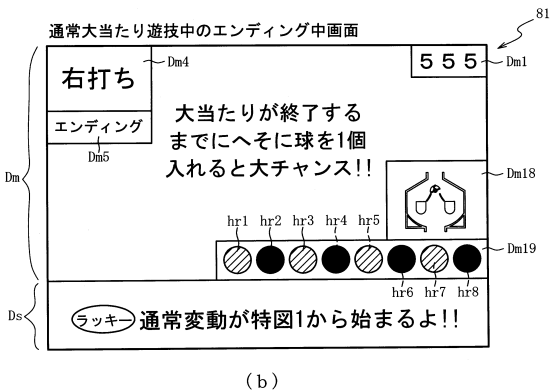 通常大当たり遊技中のエンディング中画面
81
右打ち
Dm4
555
Dm1
エンディング
Dm5
大当たりが終了する
までにへそに球を1個
入れると大チャンス!!
Dm
Dm18
hr1 hr2 hr3 hr4 hr5
Dm19
hr6 hr7 hr8
Ds
ラッキー 通常変動が特図1から始まるよ!!
(b)